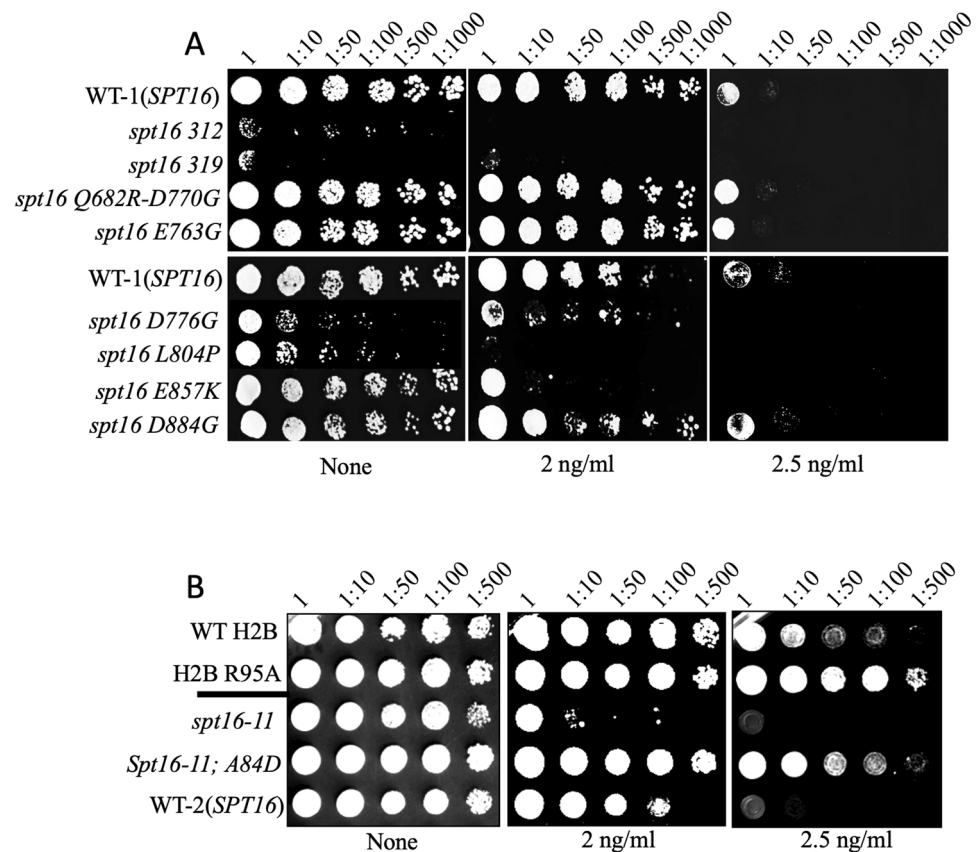 A
1 1:10 1:50 1:100 1:500 1:1000 1 1:10 1:50 1:100 1:500 1:1000 1 1:10 1:50 1:100 1:500 1:1000
WT-1(SPT16)
spt16 312
spt16 319
spt16 Q682R-D770G
spt16 E763G
WT-1(SPT16)
spt16 D776G
spt16 L804P
spt16 E857K
spt16 D884G
None 2 ng/ml 2.5 ng/ml
B
1 1:10 1:50 1:100 1:500 1 1:10 1:50 1:100 1:500 1 1:10 1:50 1:100 1:500
WT H2B
H2B R95A
spt16-11
Spt16-11; A84D
WT-2(SPT16)
None 2 ng/ml 2.5 ng/ml